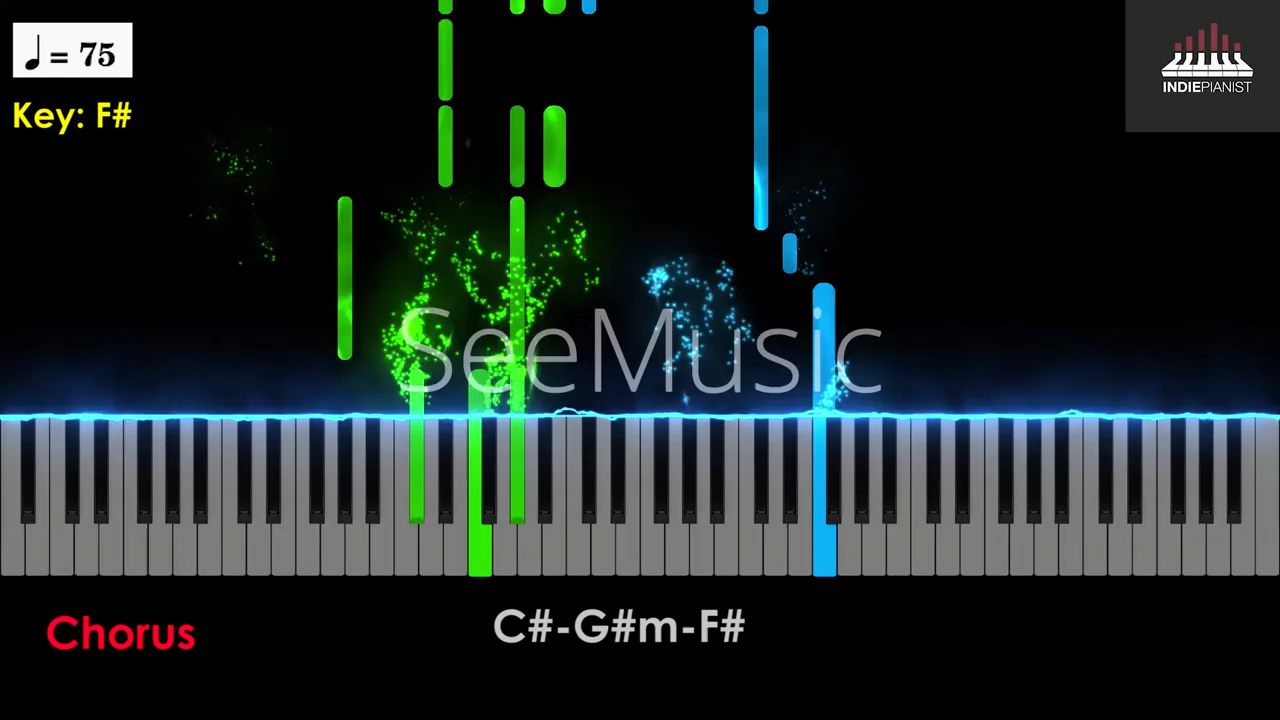 ♩ = 75
Key: F#
INDIEPIANIST
SeeMusic
Chorus
C#-G#m-F#